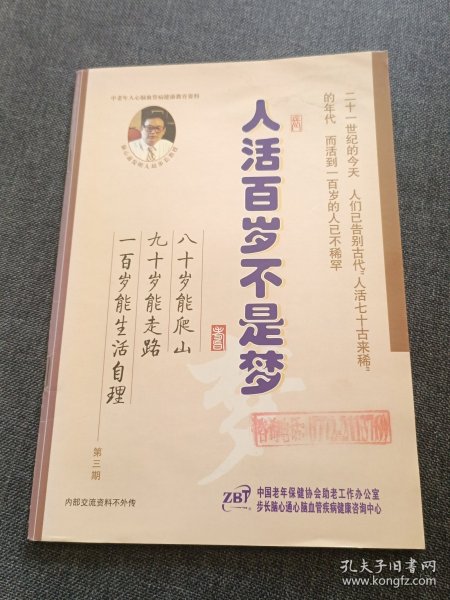 中老年人心脑血管病健康教育资料
人活百岁不是梦
二十一世纪的今天 人们已告别古代“人活七十古来稀”
的年代 而活到一百岁的人已不稀罕
八十岁能爬山
九十岁能走路
一百岁能生活自理
第三期
咨询电话:
内部交流资料不外传
ZBT
中国老年保健协会助老工作办公室
步长脑心通心脑血管疾病健康咨询中心
孔夫子旧书网
www.kongfz.com